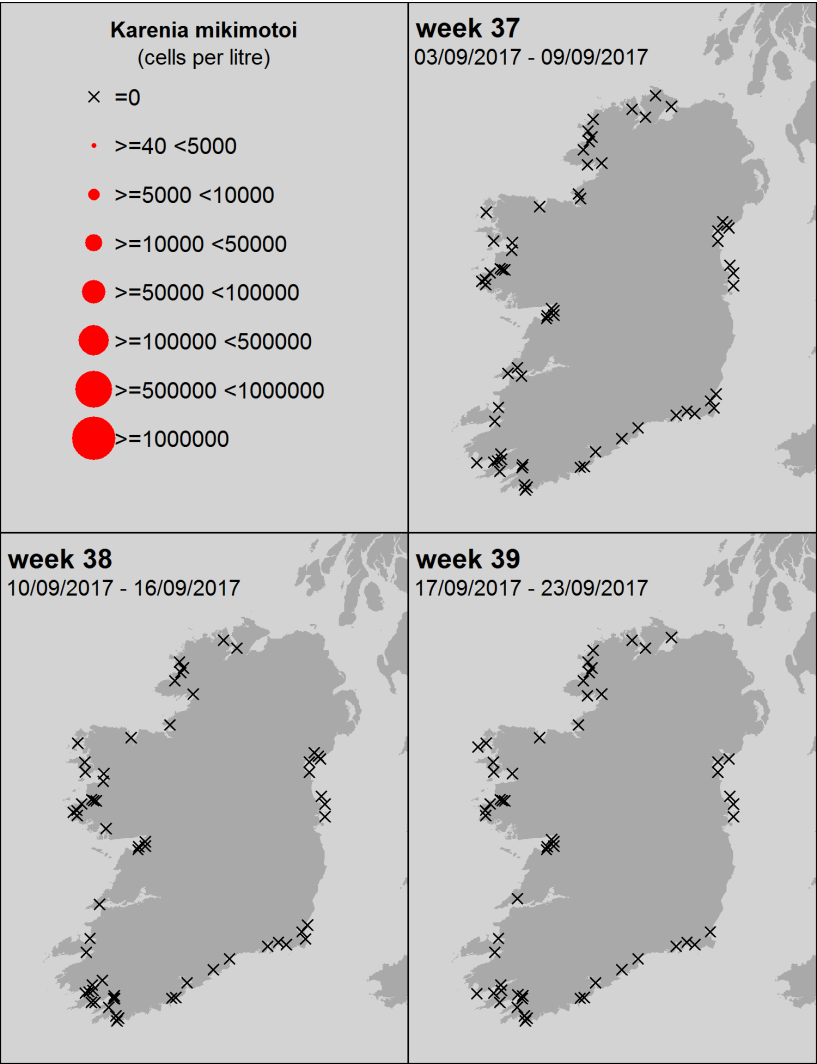 Karenia mikimotoi
(cells per litre)
=0
>=40 <5000
>=5000 <10000
>=10000 <50000
>=50000 <100000
>=100000 <500000
>=500000 <1000000
>=1000000
week 37
03/09/2017 - 09/09/2017
week 38
10/09/2017 - 16/09/2017
week 39
17/09/2017 - 23/09/2017